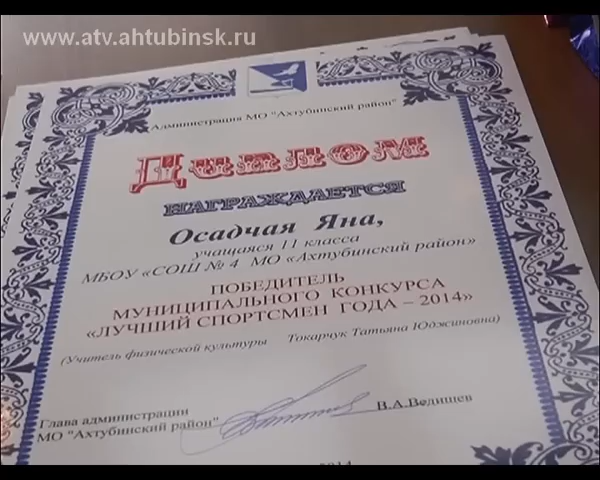 www.atv.ahtubinsk.ru
Администрация МО "Ахтубинский район"
Диплом
НАГРАЖДАЕТСЯ
Осадчая Яна,
учащаяся 11 класса
МБОУ «СОШ № 4 МО «Ахтубинский район»
ПОБЕДИТЕЛЬ
МУНИЦИПАЛЬНОГО КОНКУРСА
«ЛУЧШИЙ СПОРТСМЕН ГОДА – 2014»
(Учитель физической культуры Токарчук Татьяна Юджиновна)
Глава администрации
МО "Ахтубинский район" В.А.Ведищев
2014